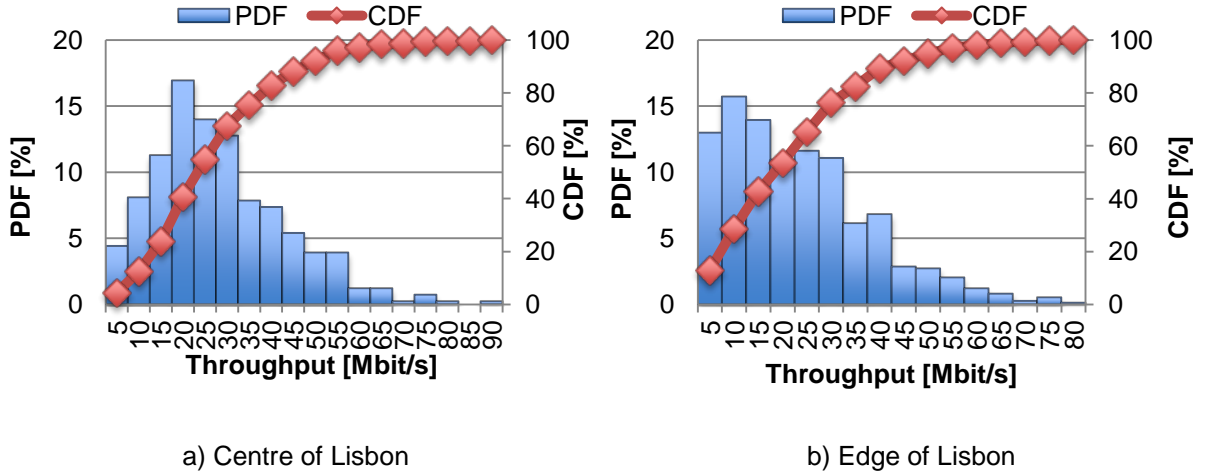 PDF CDF
20
15
10
5
0
100
80
60
40
20
0
PDF [%]
CDF [%]
5 10 15 20 25 30 35 40 45 50 55 60 65 70 75 80 85 90
Throughput [Mbit/s]
a) Centre of Lisbon
PDF CDF
20
15
10
5
0
100
80
60
40
20
0
PDF [%]
CDF [%]
5 10 15 20 25 30 35 40 45 50 55 60 65 70 75 80
Throughput [Mbit/s]
b) Edge of Lisbon